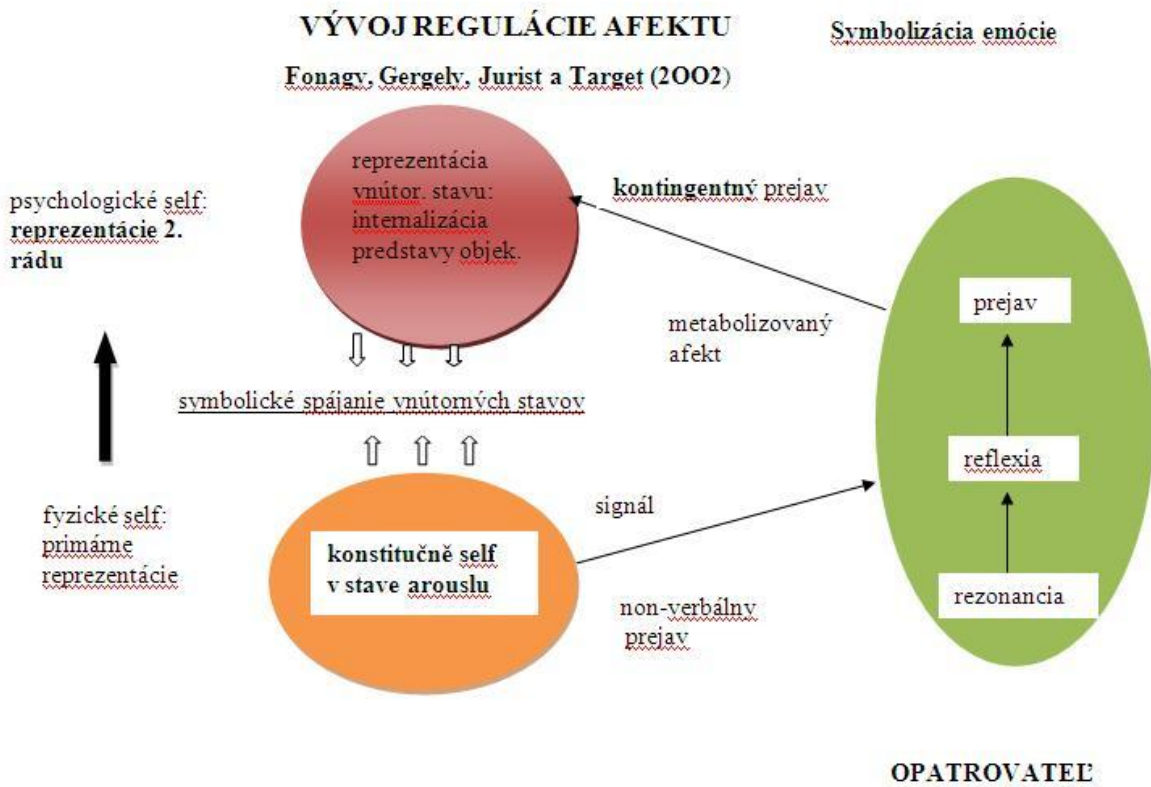 VÝVOJ REGULÁCIE AFEKTU
Symbolizácia emócie
Fonagy, Gergely, Jurist a Target (2OO2)
reprezentácia
vnútor. stavu:
internalizácia
predstavy objek.
psychologické self:
reprezentácie 2.
rádu
kontingentný prejav
metabolizovaný
afekt
prejav
reflexia
rezonancia
symbolické spájanie vnútorných stavov
fyzické self:
primárne
reprezentácie
konstitučně self
v stave arouslu
signál
non-verbálny
prejav
OPATROVATEĽ